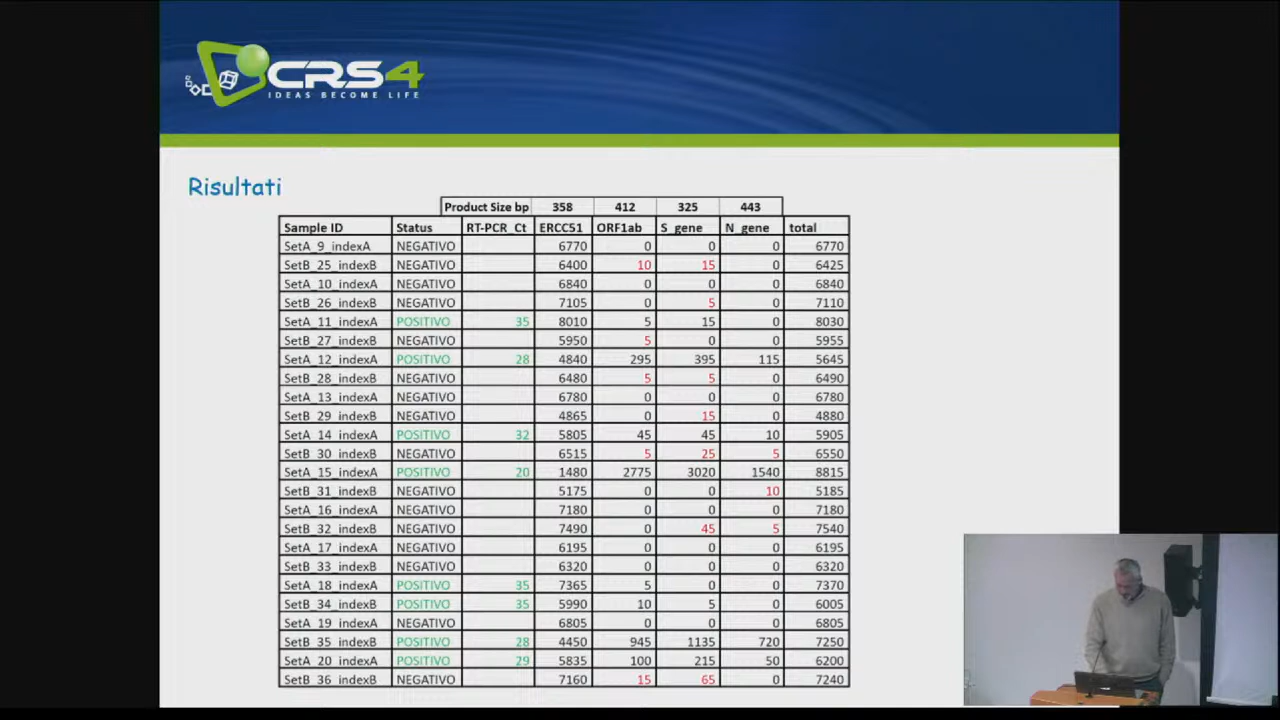 CRS4
IDEAS BECOME LIFE
Risultati
Product Size bp 358 412 325 443
Sample ID Status RT-PCR_Ct ERCC51 ORF1ab S_gene N_gene total
SetA_9_indexA NEGATIVO 6770 0 0 0 6770
SetB_25_indexB NEGATIVO 6400 10 15 0 6425
SetA_10_indexA NEGATIVO 6840 0 0 0 6840
SetB_26_indexB NEGATIVO 7105 0 5 0 7110
SetA_11_indexA POSITIVO 35 8010 5 15 0 8030
SetB_27_indexB NEGATIVO 5950 5 0 0 5955
SetA_12_indexA POSITIVO 28 4840 295 395 115 5645
SetB_28_indexB NEGATIVO 6480 5 5 0 6490
SetA_13_indexA NEGATIVO 6780 0 0 0 6780
SetB_29_indexB NEGATIVO 4865 0 15 0 4880
SetA_14_indexA POSITIVO 32 5805 45 45 10 5905
SetB_30_indexB NEGATIVO 6515 5 25 5 6550
SetA_15_indexA POSITIVO 20 1480 2775 3020 1540 8815
SetB_31_indexB NEGATIVO 5175 0 0 10 5185
SetA_16_indexA NEGATIVO 7180 0 0 0 7180
SetB_32_indexB NEGATIVO 7490 0 45 5 7540
SetA_17_indexA NEGATIVO 6195 0 0 0 6195
SetB_33_indexB NEGATIVO 6320 0 0 0 6320
SetA_18_indexA POSITIVO 35 7365 5 0 0 7370
SetB_34_indexB POSITIVO 35 5990 10 5 0 6005
SetA_19_indexA NEGATIVO 6805 0 0 0 6805
SetB_35_indexB POSITIVO 28 4450 945 1135 720 7250
SetA_20_indexA POSITIVO 29 5835 100 215 50 6200
SetB_36_indexB NEGATIVO 7160 15 65 0 7240